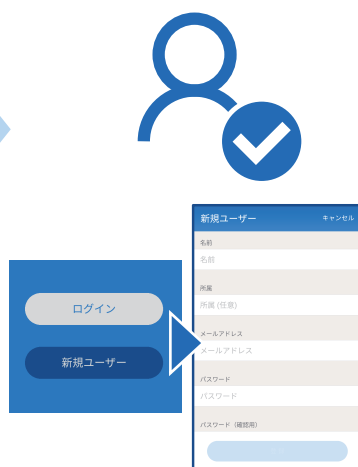 新規ユーザー キャンセル
名前
名前
所属
所属 (任意)
ログイン
メールアドレス
メールアドレス
新規ユーザー
パスワード
パスワード
パスワード（確認用）